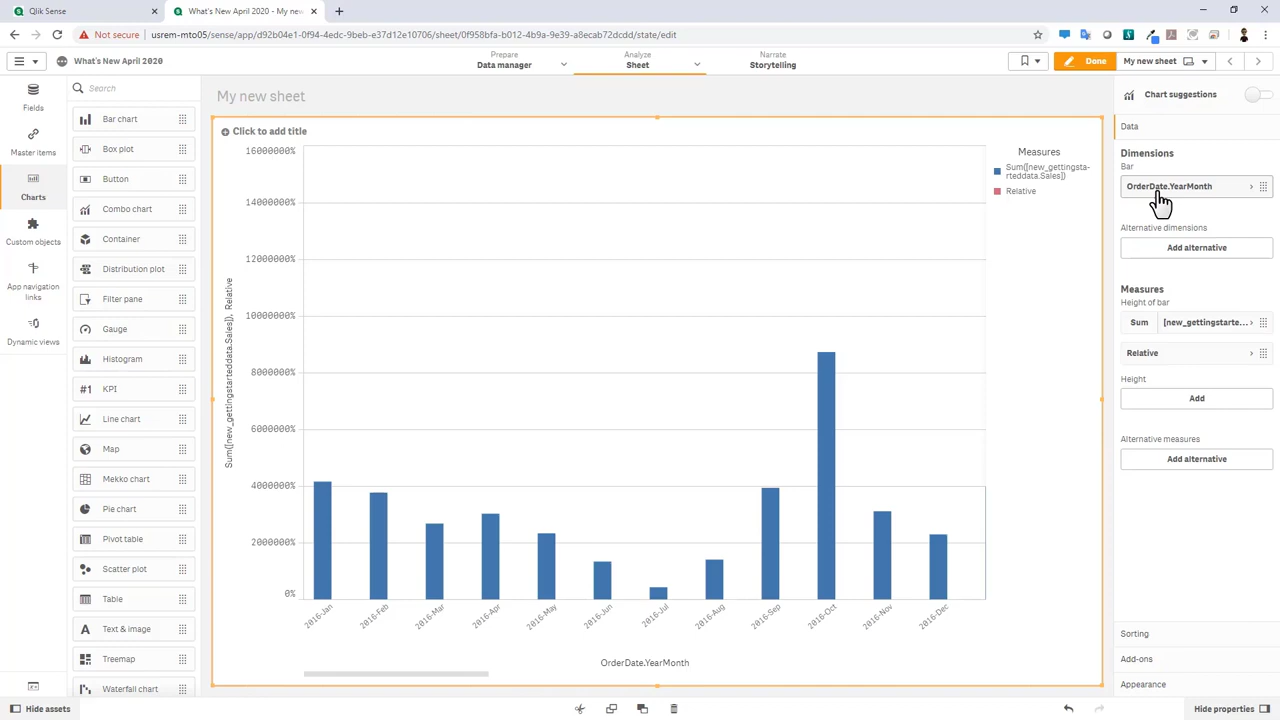 Qlik Sense
What's New April 2020 - My new
Not secure
usrem-mto05/sense/app/d92b04e1-0f94-4edc-9beb-e37d12e10706/sheet/0f958bfa-b012-4b9a-9e39-a8ecab72dcdd/state/edit
What's New April 2020
Prepare
Data manager
Analyze
Sheet
Narrate
Storytelling
Done
My new sheet
Fields
Master items
Charts
Custom objects
App navigation
links
Dynamic views
Search
Bar chart
Box plot
Button
Combo chart
Container
Distribution plot
Filter pane
Gauge
Histogram
#1 KPI
Line chart
Map
Mekko chart
Pie chart
Pivot table
Scatter plot
Table
A Text & image
Treemap
Waterfall chart
My new sheet
Click to add title
16000000%
14000000%
12000000%
10000000%
8000000%
6000000%
4000000%
2000000%
0%
Sum([new_gettingstarteddata.Sales]), Relative
2016-Jan
2016-Feb
2016-Mar
2016-Apr
2016-May
2016-Jun
2016-Jul
2016-Aug
2016-Sep
2016-Oct
2016-Nov
2016-Dec
OrderDate.YearMonth
Measures
Sum([new_gettingsta-
rteddata.Sales])
Relative
Chart suggestions
Data
Dimensions
Bar
OrderDate.YearMonth
Alternative dimensions
Add alternative
Measures
Height of bar
Sum
[new_gettingstarte...
Relative
Height
Add
Alternative measures
Add alternative
Sorting
Add-ons
Appearance
Hide assets
Hide properties